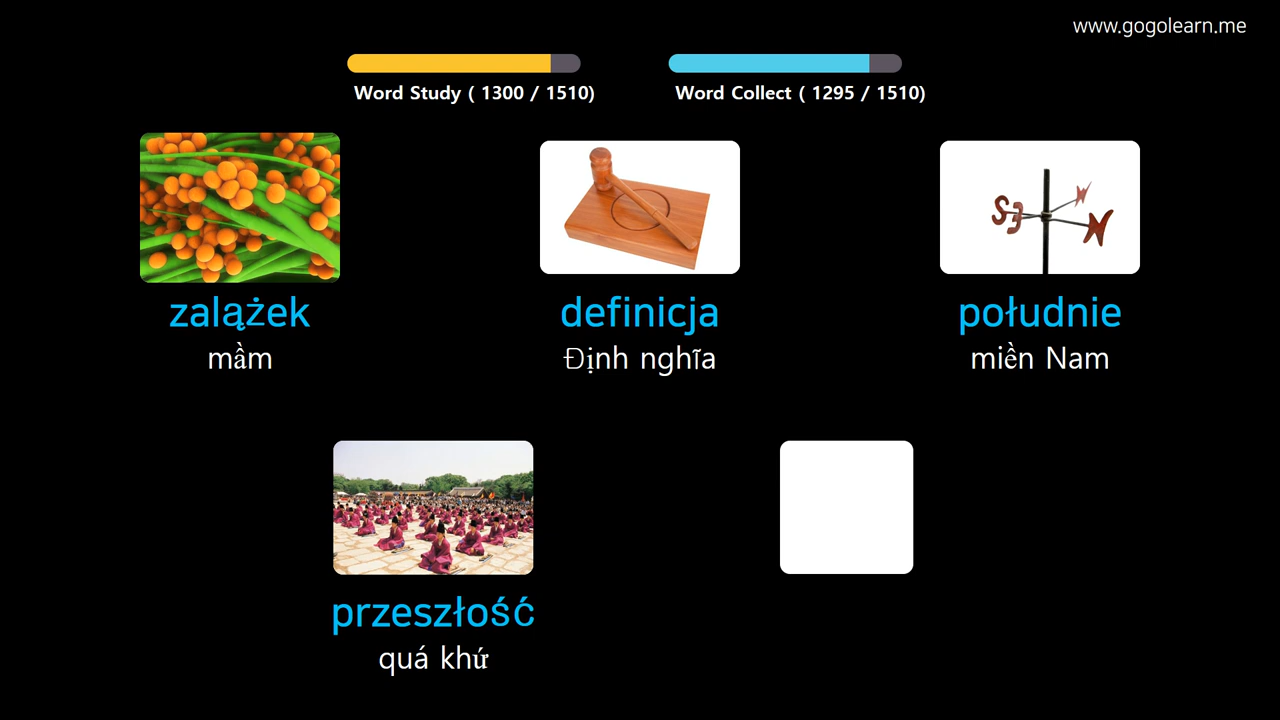 www.gogolearn.me
Word Study ( 1300 / 1510)
Word Collect ( 1295 / 1510)
zalążek
mầm
definicja
Định nghĩa
południe
miền Nam
przeszłość
quá khứ